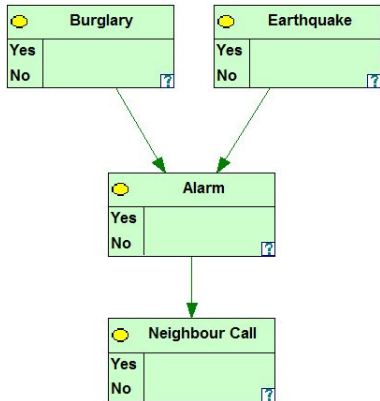 Burglary
Yes
No
?
Earthquake
Yes
No
?
Alarm
Yes
No
?
Neighbour Call
Yes
No
?